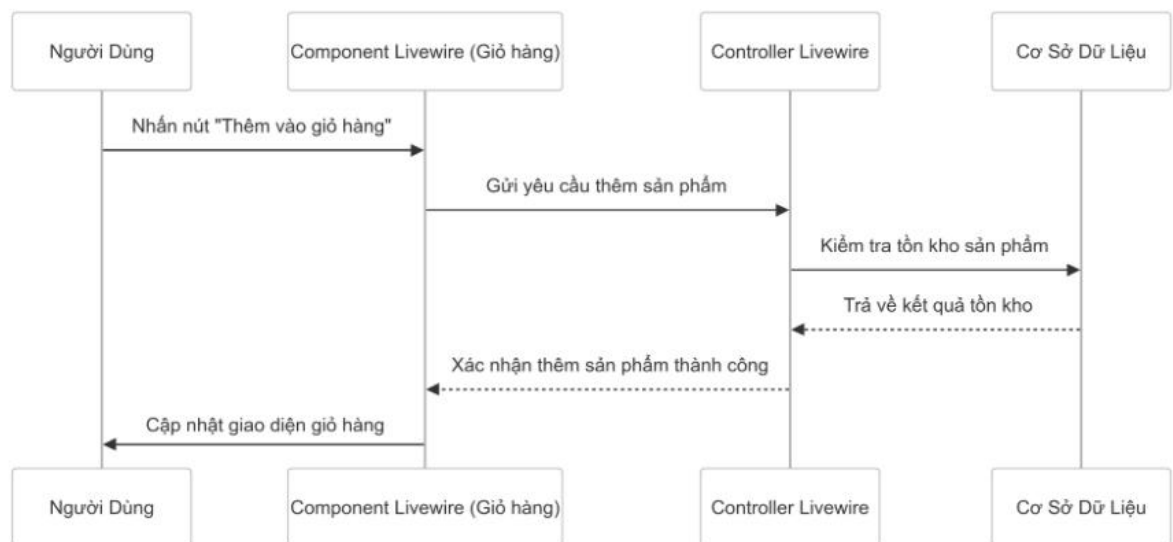 Người Dùng
Component Livewire (Giỏ hàng)
Controller Livewire
Cơ Sở Dữ Liệu
Nhấn nút "Thêm vào giỏ hàng"
Gửi yêu cầu thêm sản phẩm
Kiểm tra tồn kho sản phẩm
Trả về kết quả tồn kho
Xác nhận thêm sản phẩm thành công
Cập nhật giao diện giỏ hàng
Người Dùng
Component Livewire (Giỏ hàng)
Controller Livewire
Cơ Sở Dữ Liệu